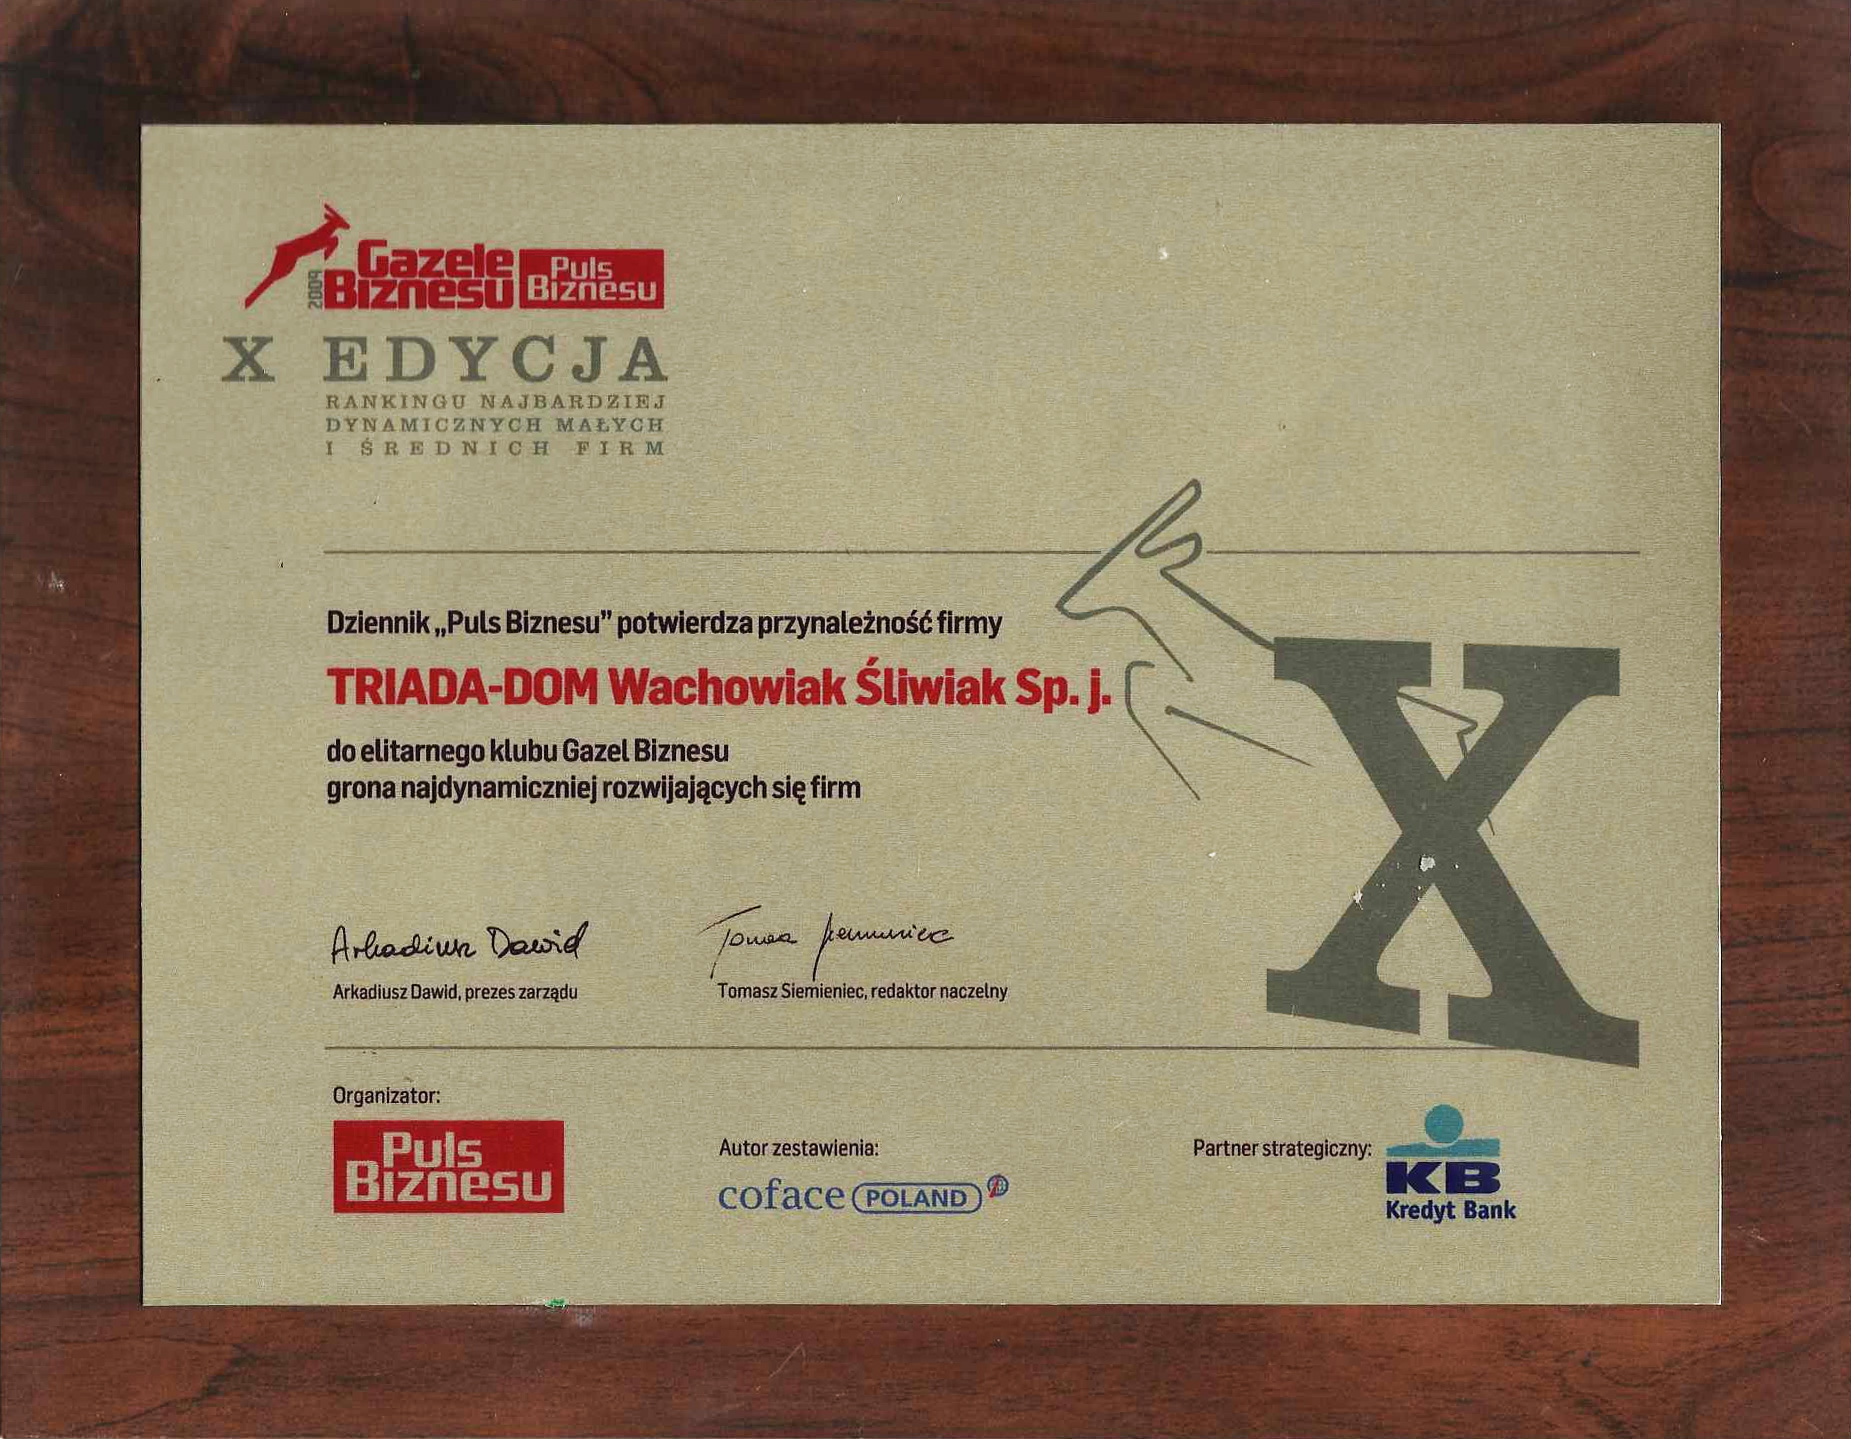 Gazele
Biznesu
2009
Puls
Biznesu
X EDYCJA
RANKINGU NAJBARDZIEJ
DYNAMICZNYCH MAŁYCH
I ŚREDNICH FIRM
Dziennik „Puls Biznesu” potwierdza przynależność firmy
TRIADA-DOM Wachowiak Śliwiak Sp. j.
do elitarnego klubu Gazel Biznesu
grona najdynamiczniej rozwijających się firm
X
Arkadiusz Dawid
Arkadiusz Dawid, prezes zarządu
Tomasz Siemieniec
Tomasz Siemieniec, redaktor naczelny
Organizator:
Puls
Biznesu
Autor zestawienia:
coface POLAND
Partner strategiczny:
KB
Kredyt Bank